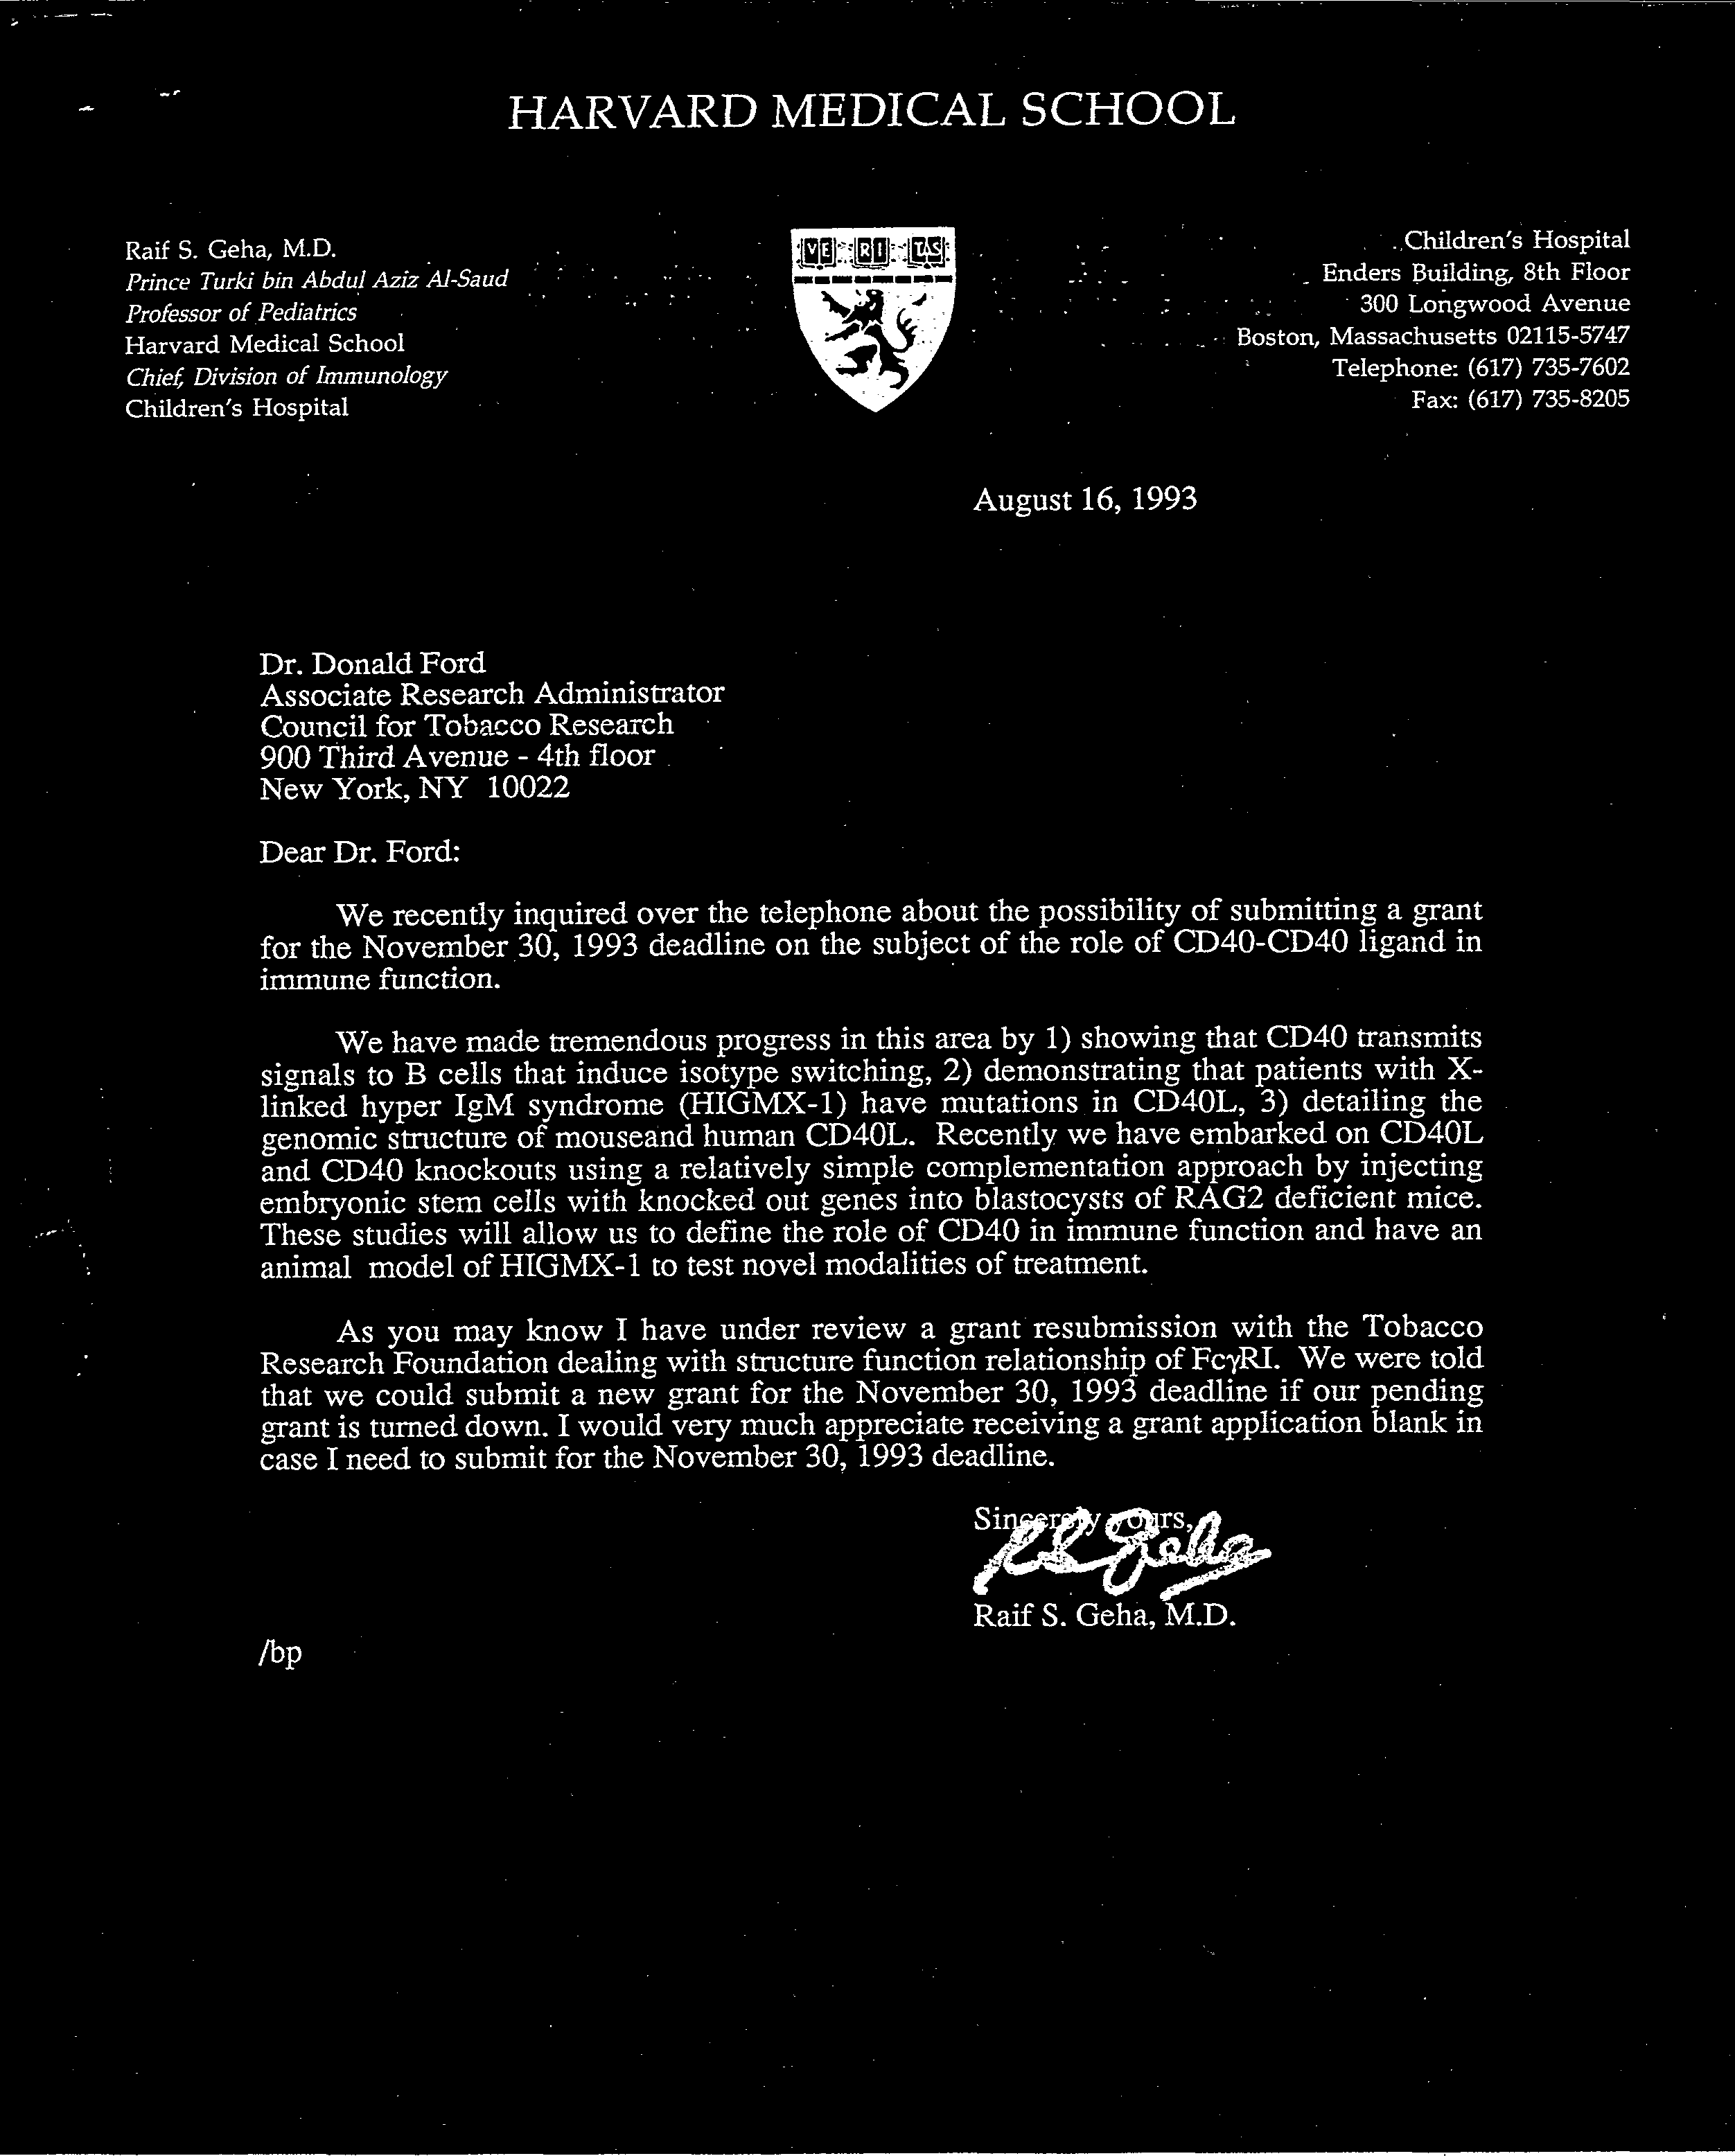 HARVARD MEDICAL SCHOOL
Raif S. Geha, M.D.
Prince Turki bin Abdul Aziz Al-Saud
Professor of Pediatrics
Harvard Medical School
Chief, Division of Immunology
Children's Hospital
VE RI TAS
Children's Hospital
Enders Building, 8th Floor
300 Longwood Avenue
Boston, Massachusetts 02115-5747
Telephone: (617) 735-7602
Fax: (617) 735-8205
August 16, 1993
Dr. Donald Ford
Associate Research Administrator
Council for Tobacco Research
900 Third Avenue - 4th floor
New York, NY 10022
Dear Dr. Ford:
We recently inquired over the telephone about the possibility of submitting a grant
for the November 30, 1993 deadline on the subject of the role of CD40-CD40 ligand in
immune function.
We have made tremendous progress in this area by 1) showing that CD40 transmits
signals to B cells that induce isotype switching, 2) demonstrating that patients with X-
linked hyper IgM syndrome (HIGMX-1) have mutations in CD40L, 3) detailing the
genomic structure of mouseand human CD40L. Recently we have embarked on CD40L
and CD40 knockouts using a relatively simple complementation approach by injecting
embryonic stem cells with knocked out genes into blastocysts of RAG2 deficient mice.
These studies will allow us to define the role of CD40 in immune function and have an
animal model of HIGMX-1 to test novel modalities of treatment.
As you may know I have under review a grant resubmission with the Tobacco
Research Foundation dealing with structure function relationship of FcγRI. We were told
that we could submit a new grant for the November 30, 1993 deadline if our pending
grant is turned down. I would very much appreciate receiving a grant application blank in
case I need to submit for the November 30, 1993 deadline.
Sincerely yours,
RS Geha
Raif S. Geha, M.D.
/bp